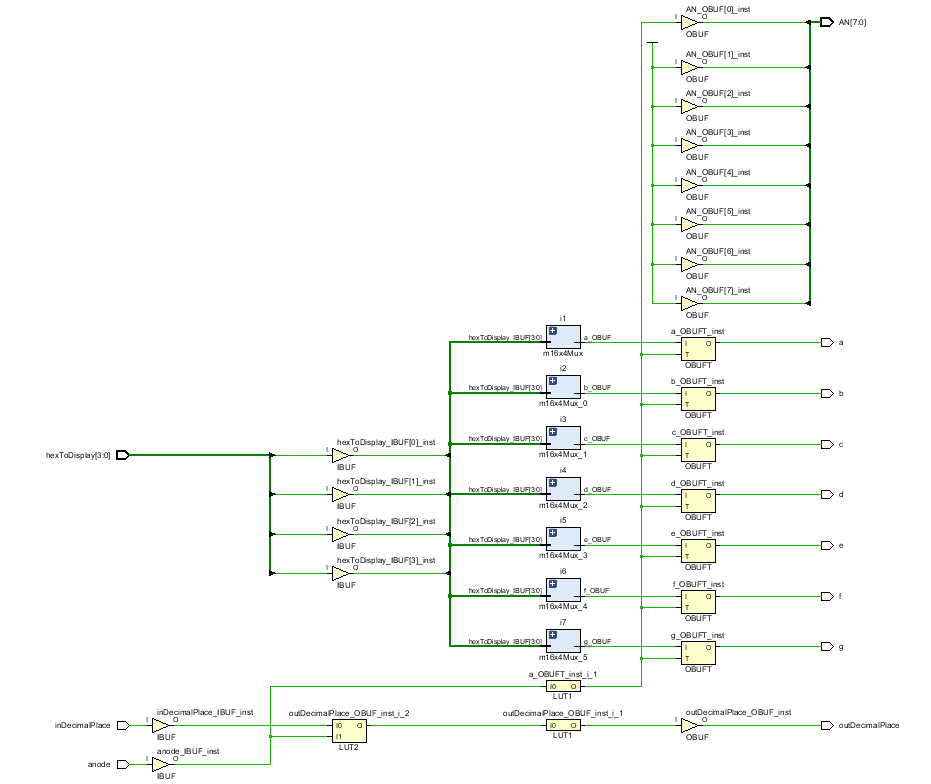 AN_OBUF[0]_inst
I O
OBUF
AN[7:0]
AN_OBUF[1]_inst
I O
OBUF
AN_OBUF[2]_inst
I O
OBUF
AN_OBUF[3]_inst
I O
OBUF
AN_OBUF[4]_inst
I O
OBUF
AN_OBUF[5]_inst
I O
OBUF
AN_OBUF[6]_inst
I O
OBUF
AN_OBUF[7]_inst
I O
OBUF
i1
hexToDisplay_IBUF[3:0] a_OBUF
m16x4Mux
a_OBUFT_inst
I O
T
OBUFT
a
i2
hexToDisplay_IBUF[3:0] b_OBUF
m16x4Mux_0
b_OBUFT_inst
I O
T
OBUFT
b
i3
hexToDisplay_IBUF[3:0] c_OBUF
m16x4Mux_1
c_OBUFT_inst
I O
T
OBUFT
c
hexToDisplay[3:0]
hexToDisplay_IBUF[0]_inst
I O
IBUF
i4
hexToDisplay_IBUF[3:0] d_OBUF
m16x4Mux_2
d_OBUFT_inst
I O
T
OBUFT
d
hexToDisplay_IBUF[1]_inst
I O
IBUF
hexToDisplay_IBUF[2]_inst
I O
IBUF
i5
hexToDisplay_IBUF[3:0] e_OBUF
m16x4Mux_3
e_OBUFT_inst
I O
T
OBUFT
e
hexToDisplay_IBUF[3]_inst
I O
IBUF
i6
hexToDisplay_IBUF[3:0] f_OBUF
m16x4Mux_4
f_OBUFT_inst
I O
T
OBUFT
f
i7
hexToDisplay_IBUF[3:0] g_OBUF
m16x4Mux_5
g_OBUFT_inst
I O
T
OBUFT
g
a_OBUFT_inst_i_1
I0 O
LUT1
inDecimalPlace
inDecimalPlace_IBUF_inst
I O
IBUF
outDecimalPlace_OBUF_inst_i_2
I0 O
I1
LUT2
outDecimalPlace_OBUF_inst_i_1
I0 O
LUT1
outDecimalPlace_OBUF_inst
I O
OBUF
outDecimalPlace
anode
anode_IBUF_inst
I O
IBUF